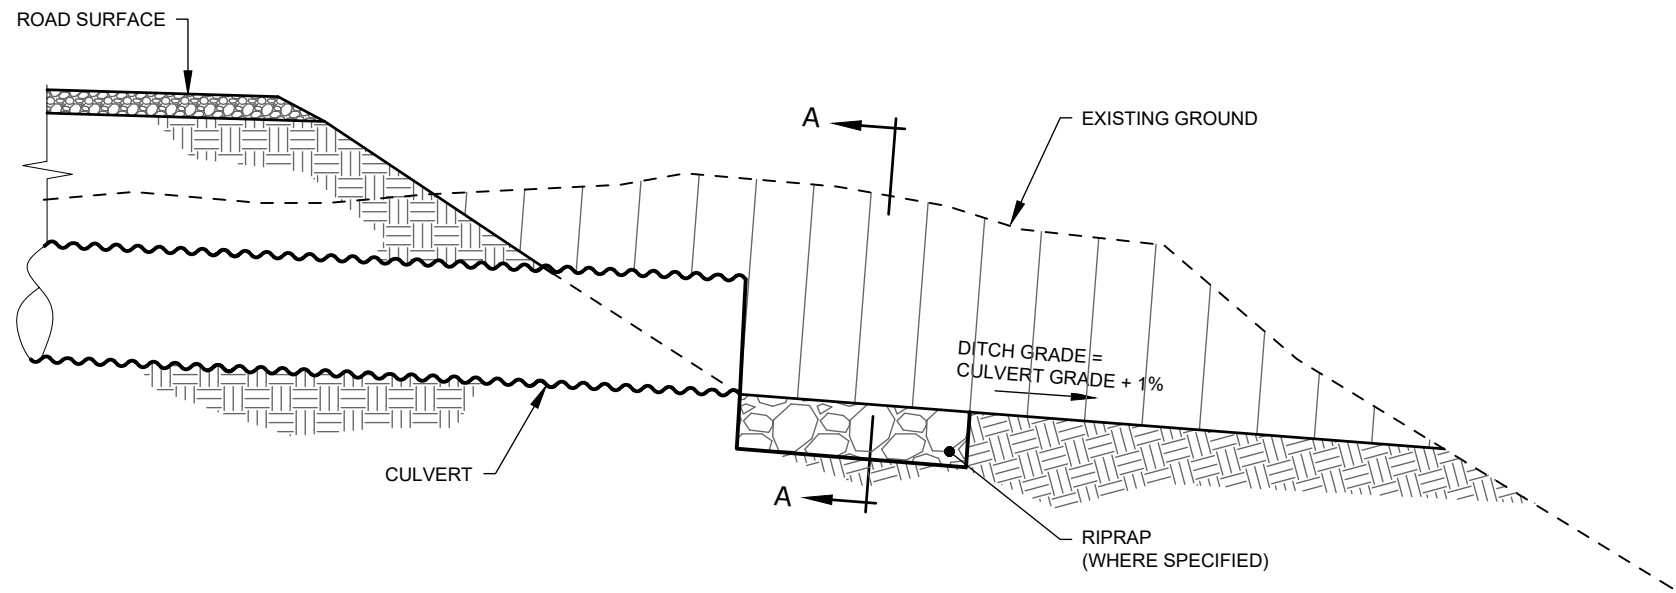 ROAD SURFACE
A
EXISTING GROUND
DITCH GRADE =
CULVERT GRADE + 1%
CULVERT
A
RIPRAP
(WHERE SPECIFIED)